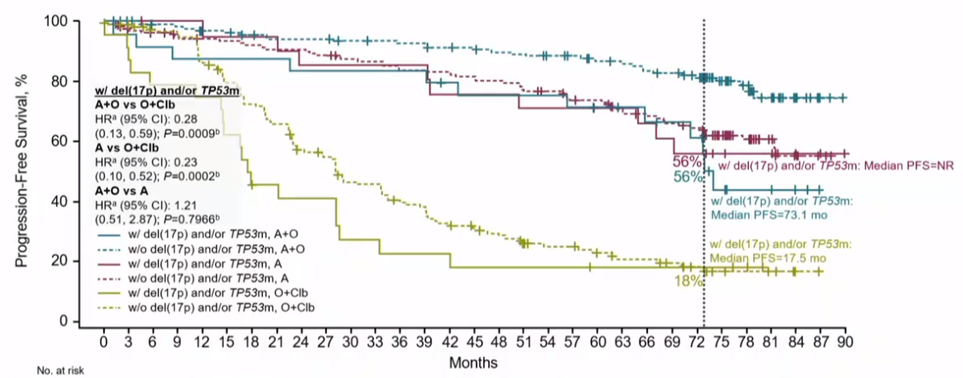 Progression-Free Survival, %
100
80
60
40
20
0
w/ del(17p) and/or TP53m
A+O vs O+Clb
HRᵃ (95% CI): 0.28
(0.13, 0.59); P=0.0009ᵇ
A vs O+Clb
HRᵃ (95% CI): 0.23
(0.10, 0.52); P=0.0002ᵇ
A+O vs A
HRᵃ (95% CI): 1.21
(0.51, 2.87); P=0.7966ᵇ
w/ del(17p) and/or TP53m, A+O
w/o del(17p) and/or TP53m, A+O
w/ del(17p) and/or TP53m, A
w/o del(17p) and/or TP53m, A
w/ del(17p) and/or TP53m, O+Clb
w/o del(17p) and/or TP53m, O+Clb
56%
56%
18%
w/ del(17p) and/or TP53m: Median PFS=NR
w/ del(17p) and/or TP53m:
Median PFS=73.1 mo
w/ del(17p) and/or TP53m:
Median PFS=17.5 mo
0 3 6 9 12 15 18 21 24 27 30 33 36 39 42 45 48 51 54 57 60 63 66 69 72 75 78 81 84 87 90
Months
No. at risk